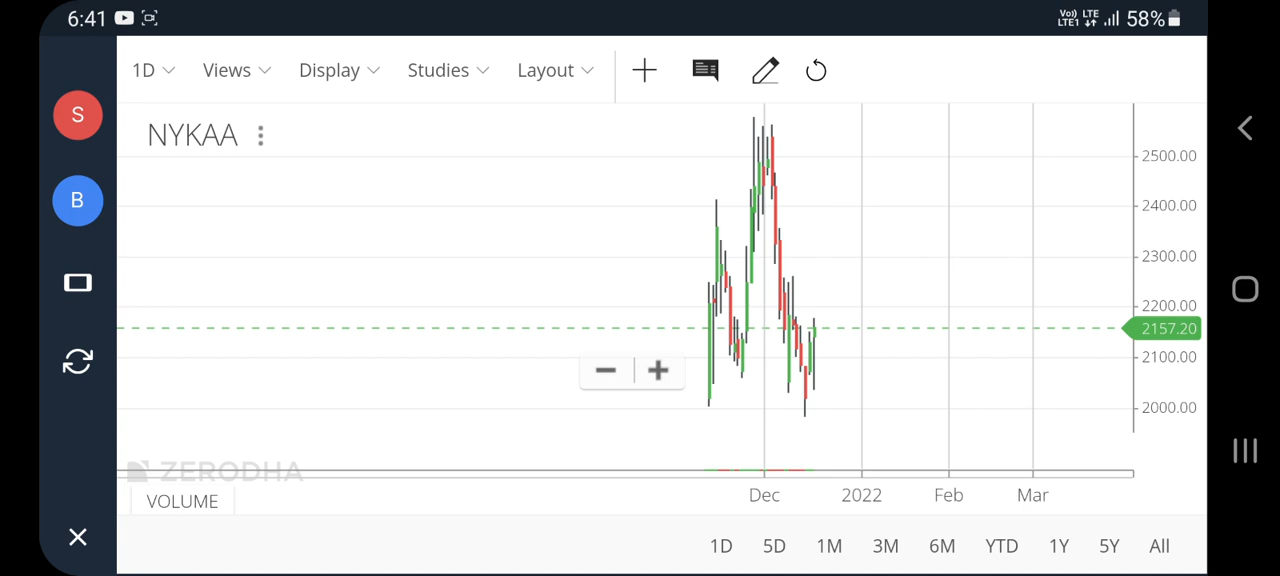 6:41 Vo)) LTE LTE1 58%
1D Views Display Studies Layout
S
NYKAA
2500.00
B
2400.00
2300.00
2200.00
2157.20
2100.00
2000.00
ZERODHA
Dec 2022 Feb Mar
VOLUME
1D 5D 1M 3M 6M YTD 1Y 5Y All